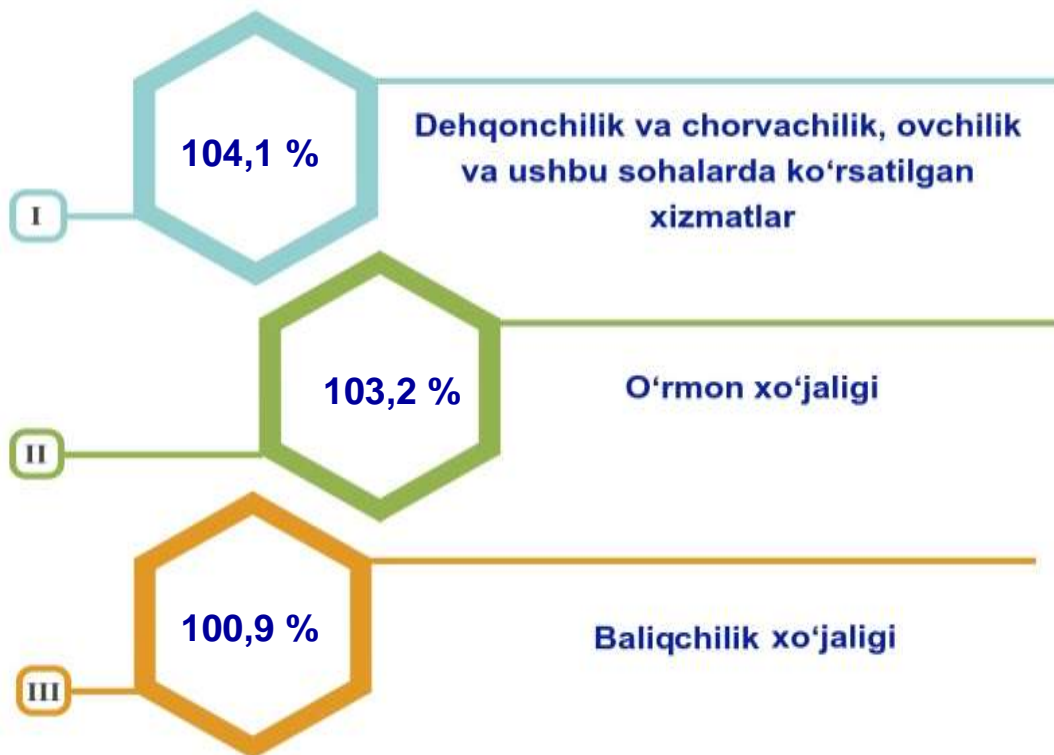 104,1 %
Dehqonchilik va chorvachilik, ovchilik
va ushbu sohalarda ko‘rsatilgan
xizmatlar
I
103,2 %
O‘rmon xo‘jaligi
II
100,9 %
Baliqchilik xo‘jaligi
III